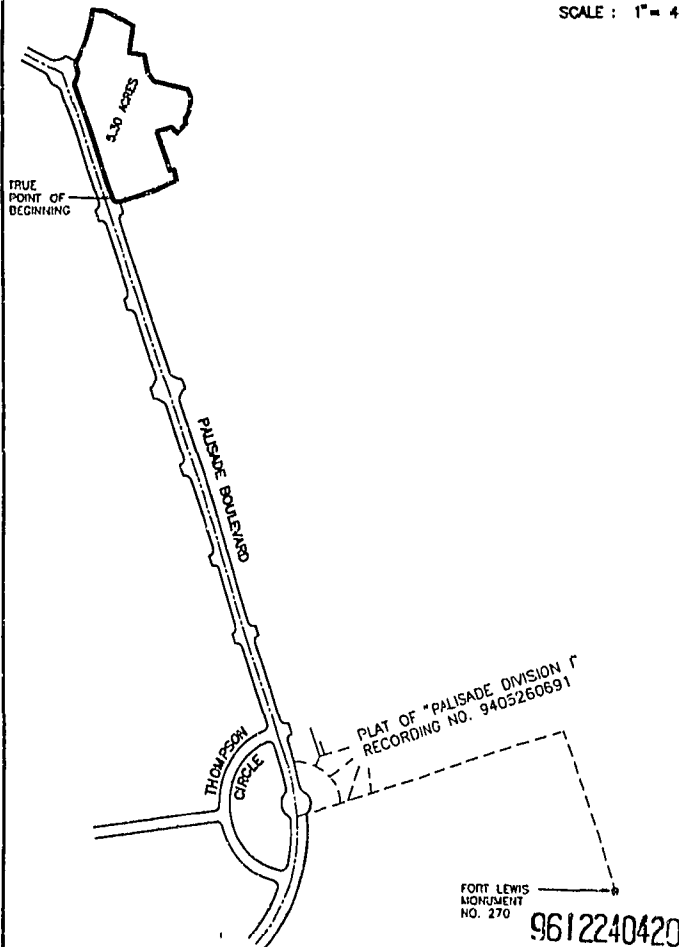 SCALE : 1" = 4
5.30 ACRES
TRUE
POINT OF
BEGINNING
PALISADE BOULEVARD
THOMPSON
CIRCLE
PLAT OF "PALISADE DIVISION 1"
RECORDING NO. 9405260691
FORT LEWIS
MONUMENT
NO. 270
9612240420